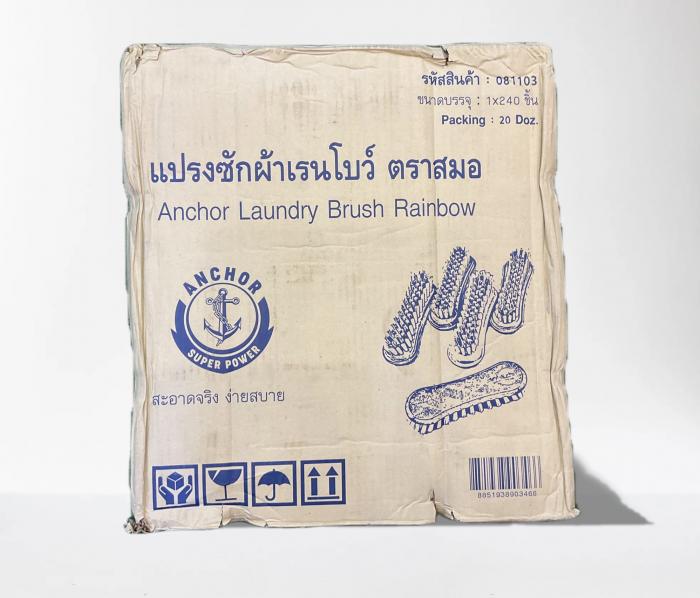 รหัสสินค้า : 081103
ขนาดบรรจุ : 1x240 ชิ้น
Packing : 20 Doz.
แปรงซักผ้าเรนโบว์ ตราสมอ
Anchor Laundry Brush Rainbow
ANCHOR
SUPER POWER
สะอาดจริง ง่ายสบาย
8851938903468